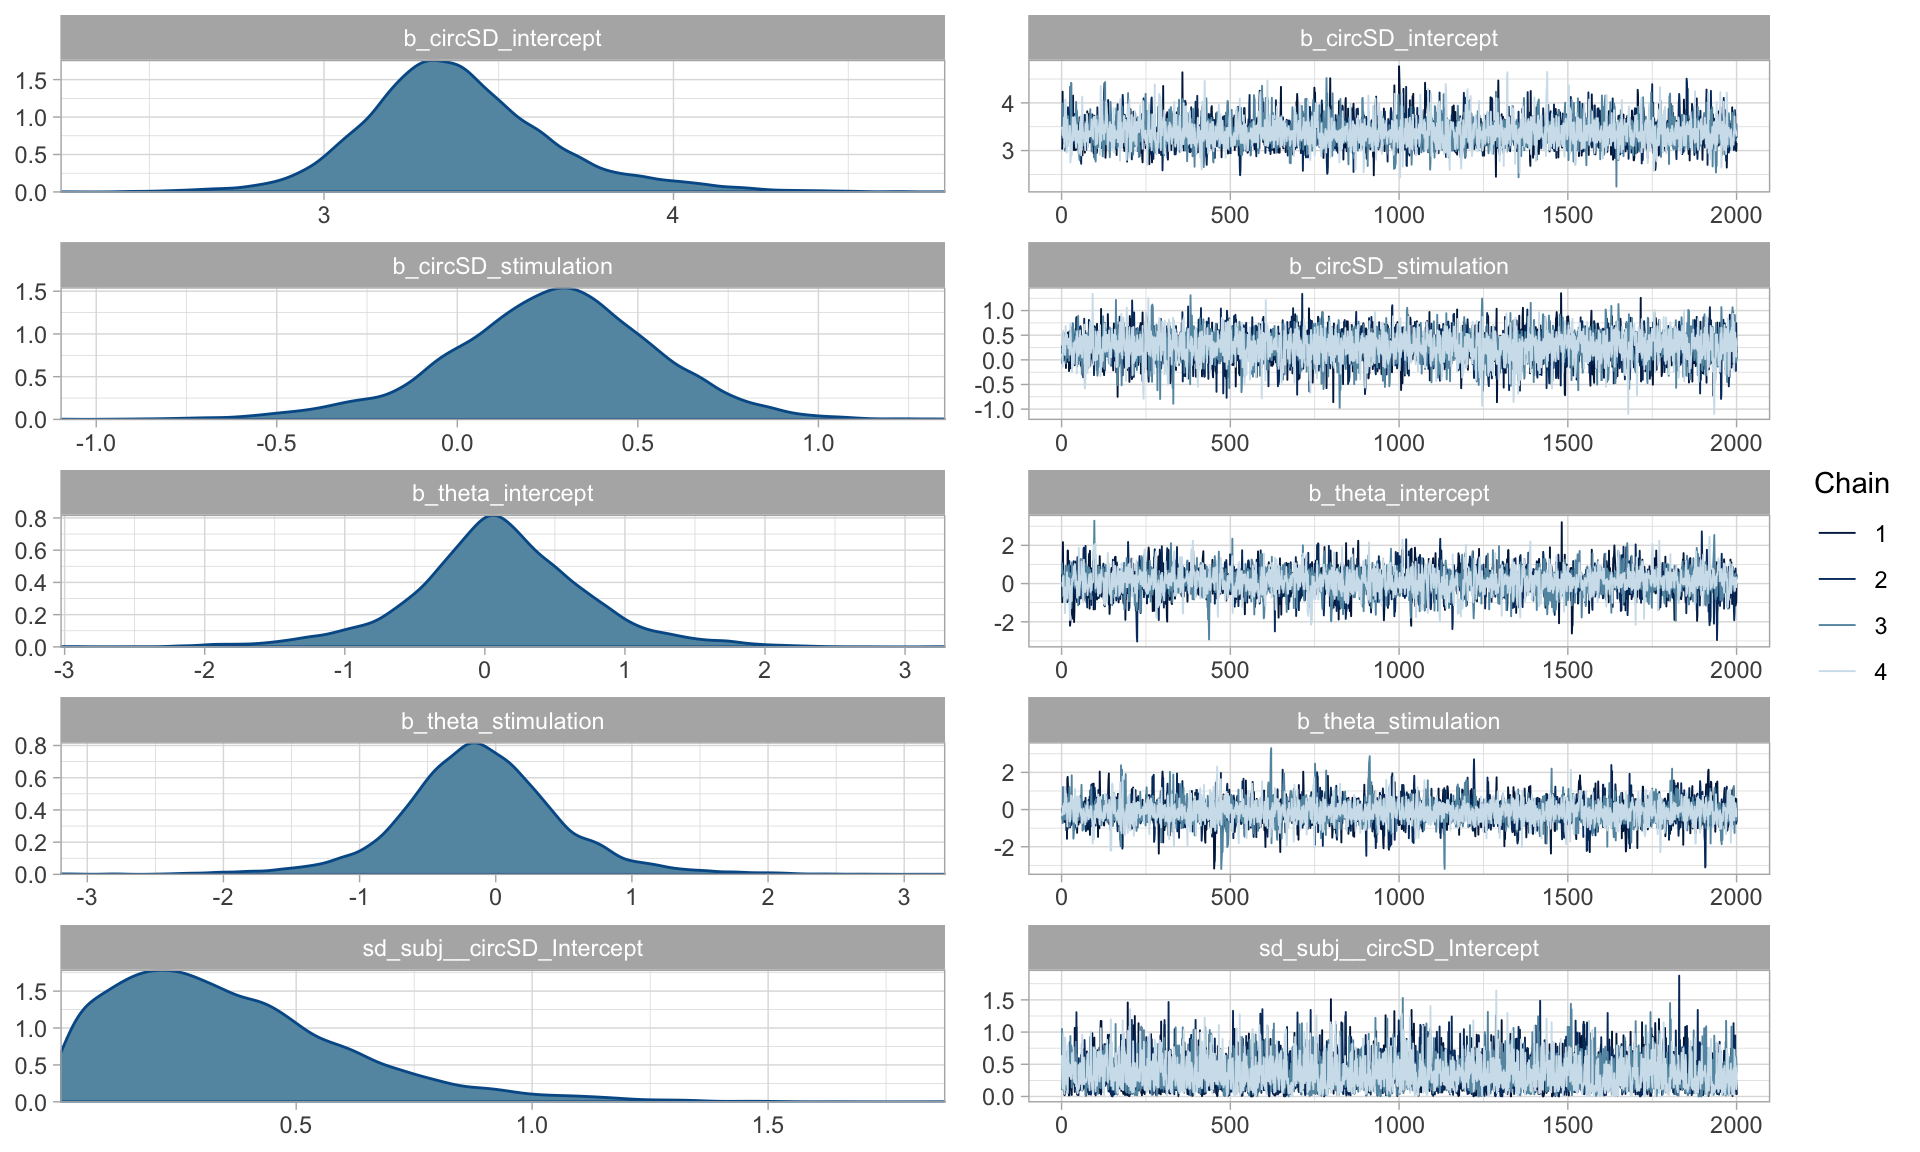 b_circSD_intercept
1.5
1.0
0.5
0.0
3 4
b_circSD_intercept
4
3
0 500 1000 1500 2000
b_circSD_stimulation
1.5
1.0
0.5
0.0
-1.0 -0.5 0.0 0.5 1.0
b_circSD_stimulation
1.0
0.5
0.0
-0.5
-1.0
0 500 1000 1500 2000
b_theta_intercept
0.8
0.6
0.4
0.2
0.0
-3 -2 -1 0 1 2 3
b_theta_intercept
2
0
-2
0 500 1000 1500 2000
b_theta_stimulation
0.8
0.6
0.4
0.2
0.0
-3 -2 -1 0 1 2 3
b_theta_stimulation
2
0
-2
0 500 1000 1500 2000
sd_subj__circSD_Intercept
1.5
1.0
0.5
0.0
0.5 1.0 1.5
sd_subj__circSD_Intercept
1.5
1.0
0.5
0.0
0 500 1000 1500 2000
Chain
1
2
3
4